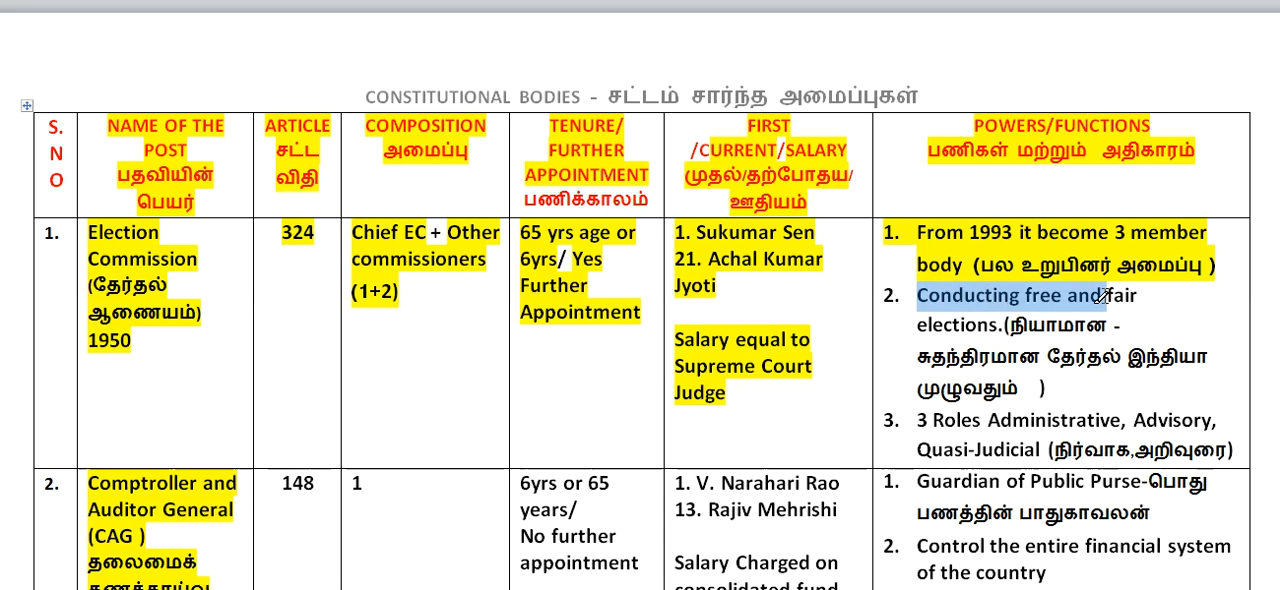 CONSTITUTIONAL BODIES - சட்டம் சார்ந்த அமைப்புகள்
S. N O
NAME OF THE POST
பதவியின் பெயர்
ARTICLE
சட்ட விதி
COMPOSITION
அமைப்பு
TENURE/ FURTHER APPOINTMENT
பணிக்காலம்
FIRST /CURRENT/SALARY
முதல்/தற்போதய/ ஊதியம்
POWERS/FUNCTIONS
பணிகள் மற்றும் அதிகாரம்
1.
Election
Commission
(தேர்தல்
ஆணையம்)
1950
324
Chief EC + Other
commissioners
(1+2)
65 yrs age or
6yrs/ Yes
Further
Appointment
1. Sukumar Sen
21. Achal Kumar
Jyoti
Salary equal to
Supreme Court
Judge
1. From 1993 it become 3 member
body (பல உறுபினர் அமைப்பு )
2. Conducting free and fair
elections.(நியாமான -
சுதந்திரமான தேர்தல் இந்தியா
முழுவதும் )
3. 3 Roles Administrative, Advisory,
Quasi-Judicial (நிர்வாக,அறிவுரை)
2.
Comptroller and
Auditor General
(CAG )
தலைமைக்
148
1
6yrs or 65
years/
No further
appointment
1. V. Narahari Rao
13. Rajiv Mehrishi
Salary Charged on
consolidated fund
1. Guardian of Public Purse-பொது
பணத்தின் பாதுகாவலன்
2. Control the entire financial system
of the country